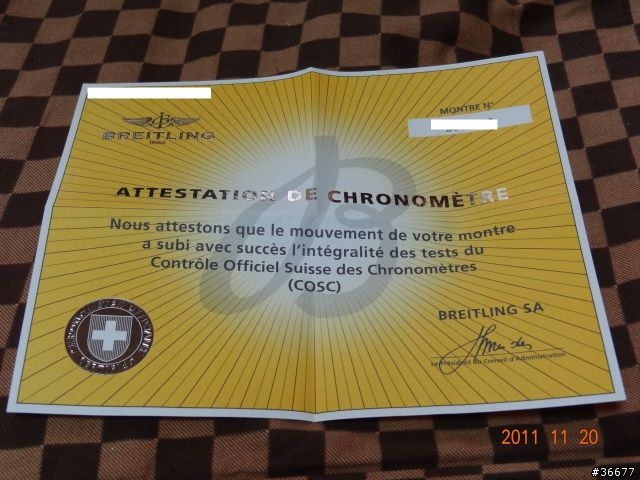 BREITLING
1884
MONTRE N°
ATTESTATION DE CHRONOMÈTRE
Nous attestons que le mouvement de votre montre
a subi avec succès l'intégralité des tests du
Contrôle Officiel Suisse des Chronomètres
(COSC)
BREITLING SA
Le Président du Conseil d'Administration
2011 11 20
#36677